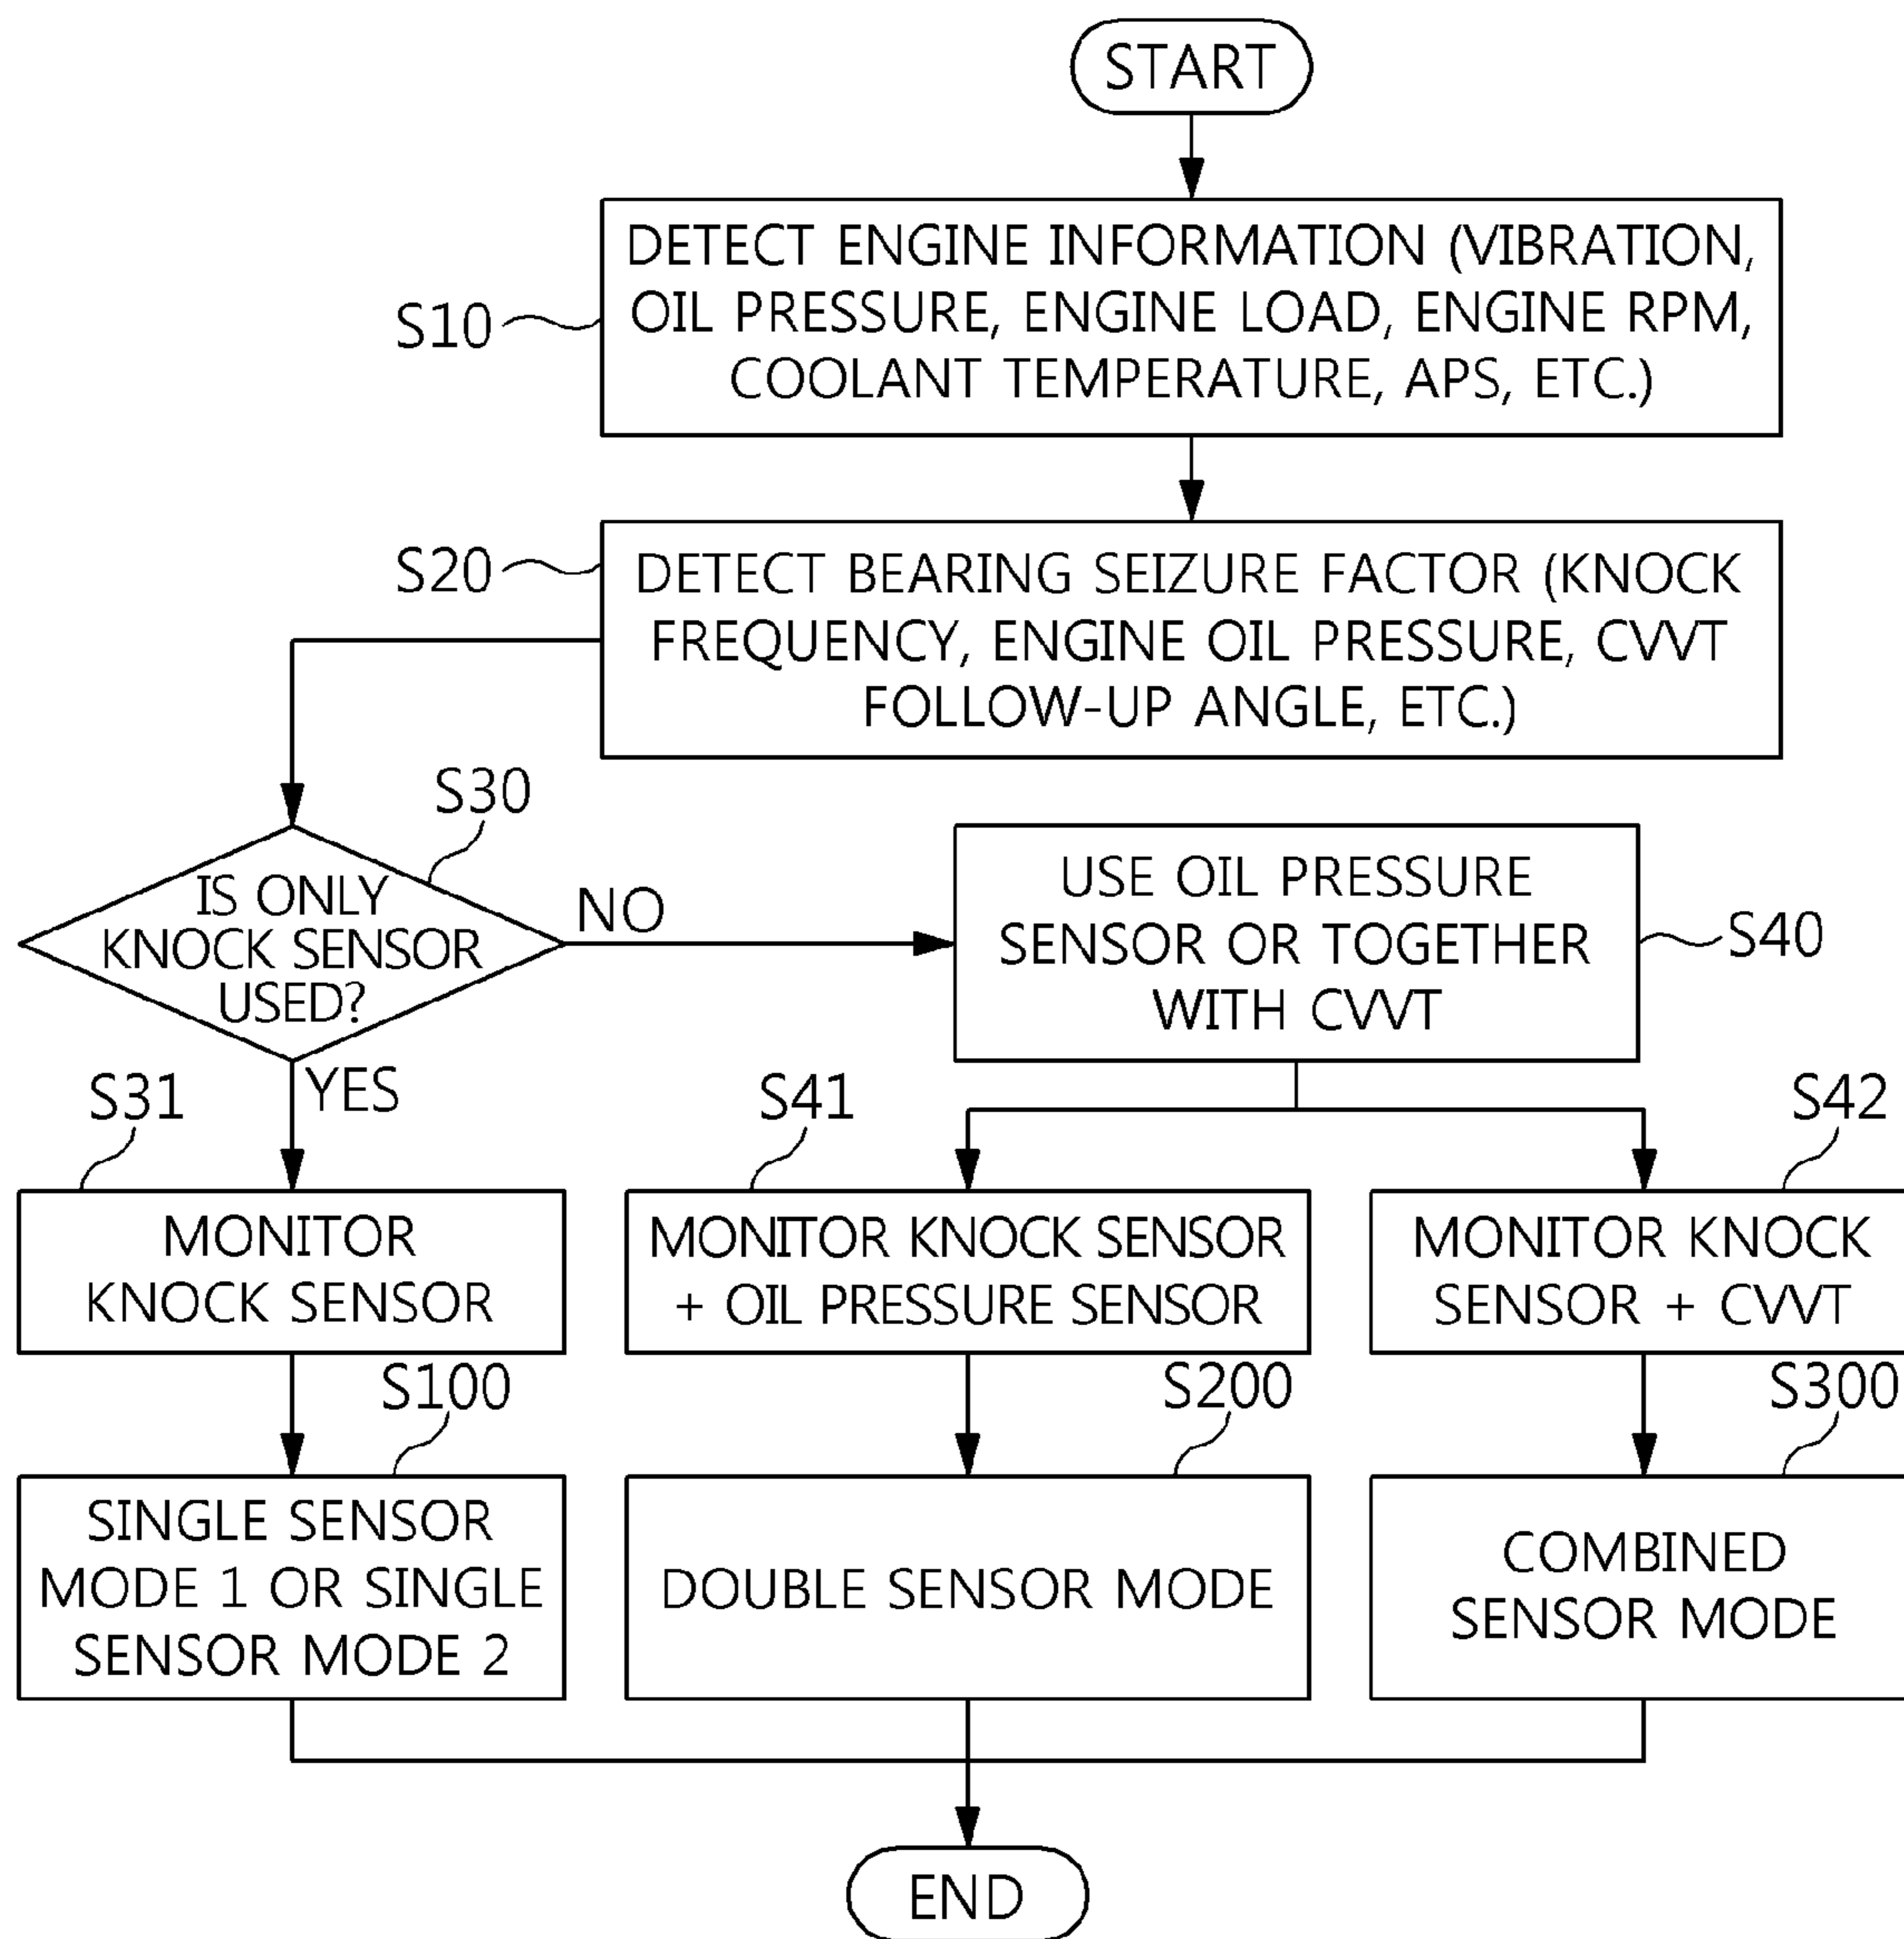 START
DETECT ENGINE INFORMATION (VIBRATION,
OIL PRESSURE, ENGINE LOAD, ENGINE RPM,
COOLANT TEMPERATURE, APS, ETC.)
S10
S20
DETECT BEARING SEIZURE FACTOR (KNOCK
FREQUENCY, ENGINE OIL PRESSURE, CVVT
FOLLOW-UP ANGLE, ETC.)
S30
IS ONLY
KNOCK SENSOR
USED?
NO
USE OIL PRESSURE
SENSOR OR TOGETHER
WITH CVVT
S40
YES
S31
S41
S42
MONITOR
KNOCK SENSOR
MONITOR KNOCK SENSOR
+ OIL PRESSURE SENSOR
MONITOR KNOCK
SENSOR + CVVT
S100
S200
S300
SINGLE SENSOR
MODE 1 OR SINGLE
SENSOR MODE 2
DOUBLE SENSOR MODE
COMBINED
SENSOR MODE
END